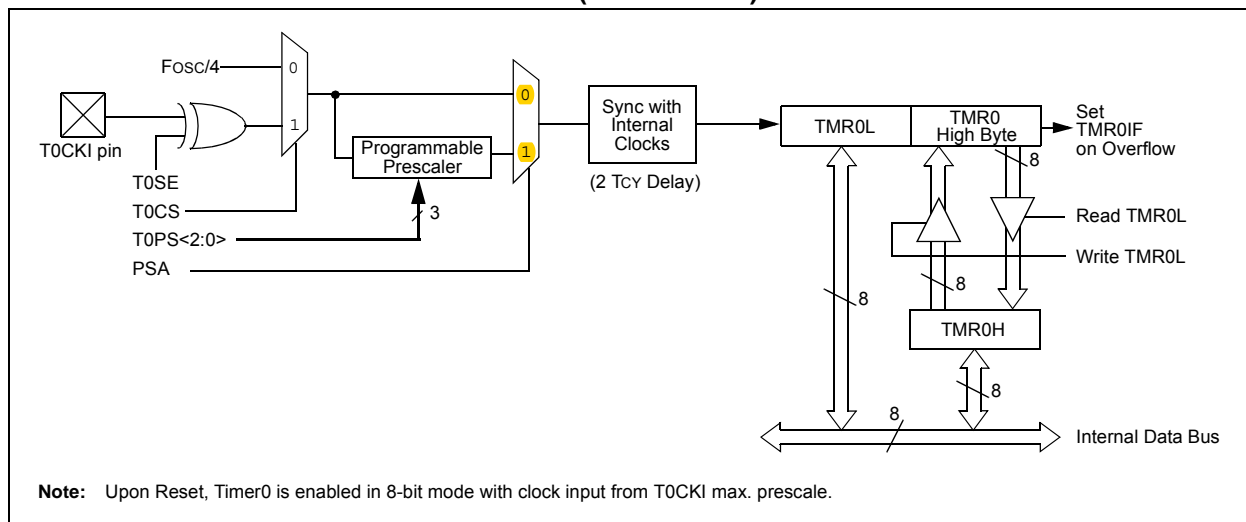 Fosc/4
0
1
T0CKI pin
T0SE
T0CS
T0PS<2:0>
PSA
Programmable
Prescaler
3
0
1
Sync with
Internal
Clocks
(2 TCY Delay)
TMR0L
TMR0
High Byte
Set
TMR0IF
on Overflow
8
Read TMR0L
Write TMR0L
8
8
TMR0H
8
8
Internal Data Bus
Note: Upon Reset, Timer0 is enabled in 8-bit mode with clock input from T0CKI max. prescale.